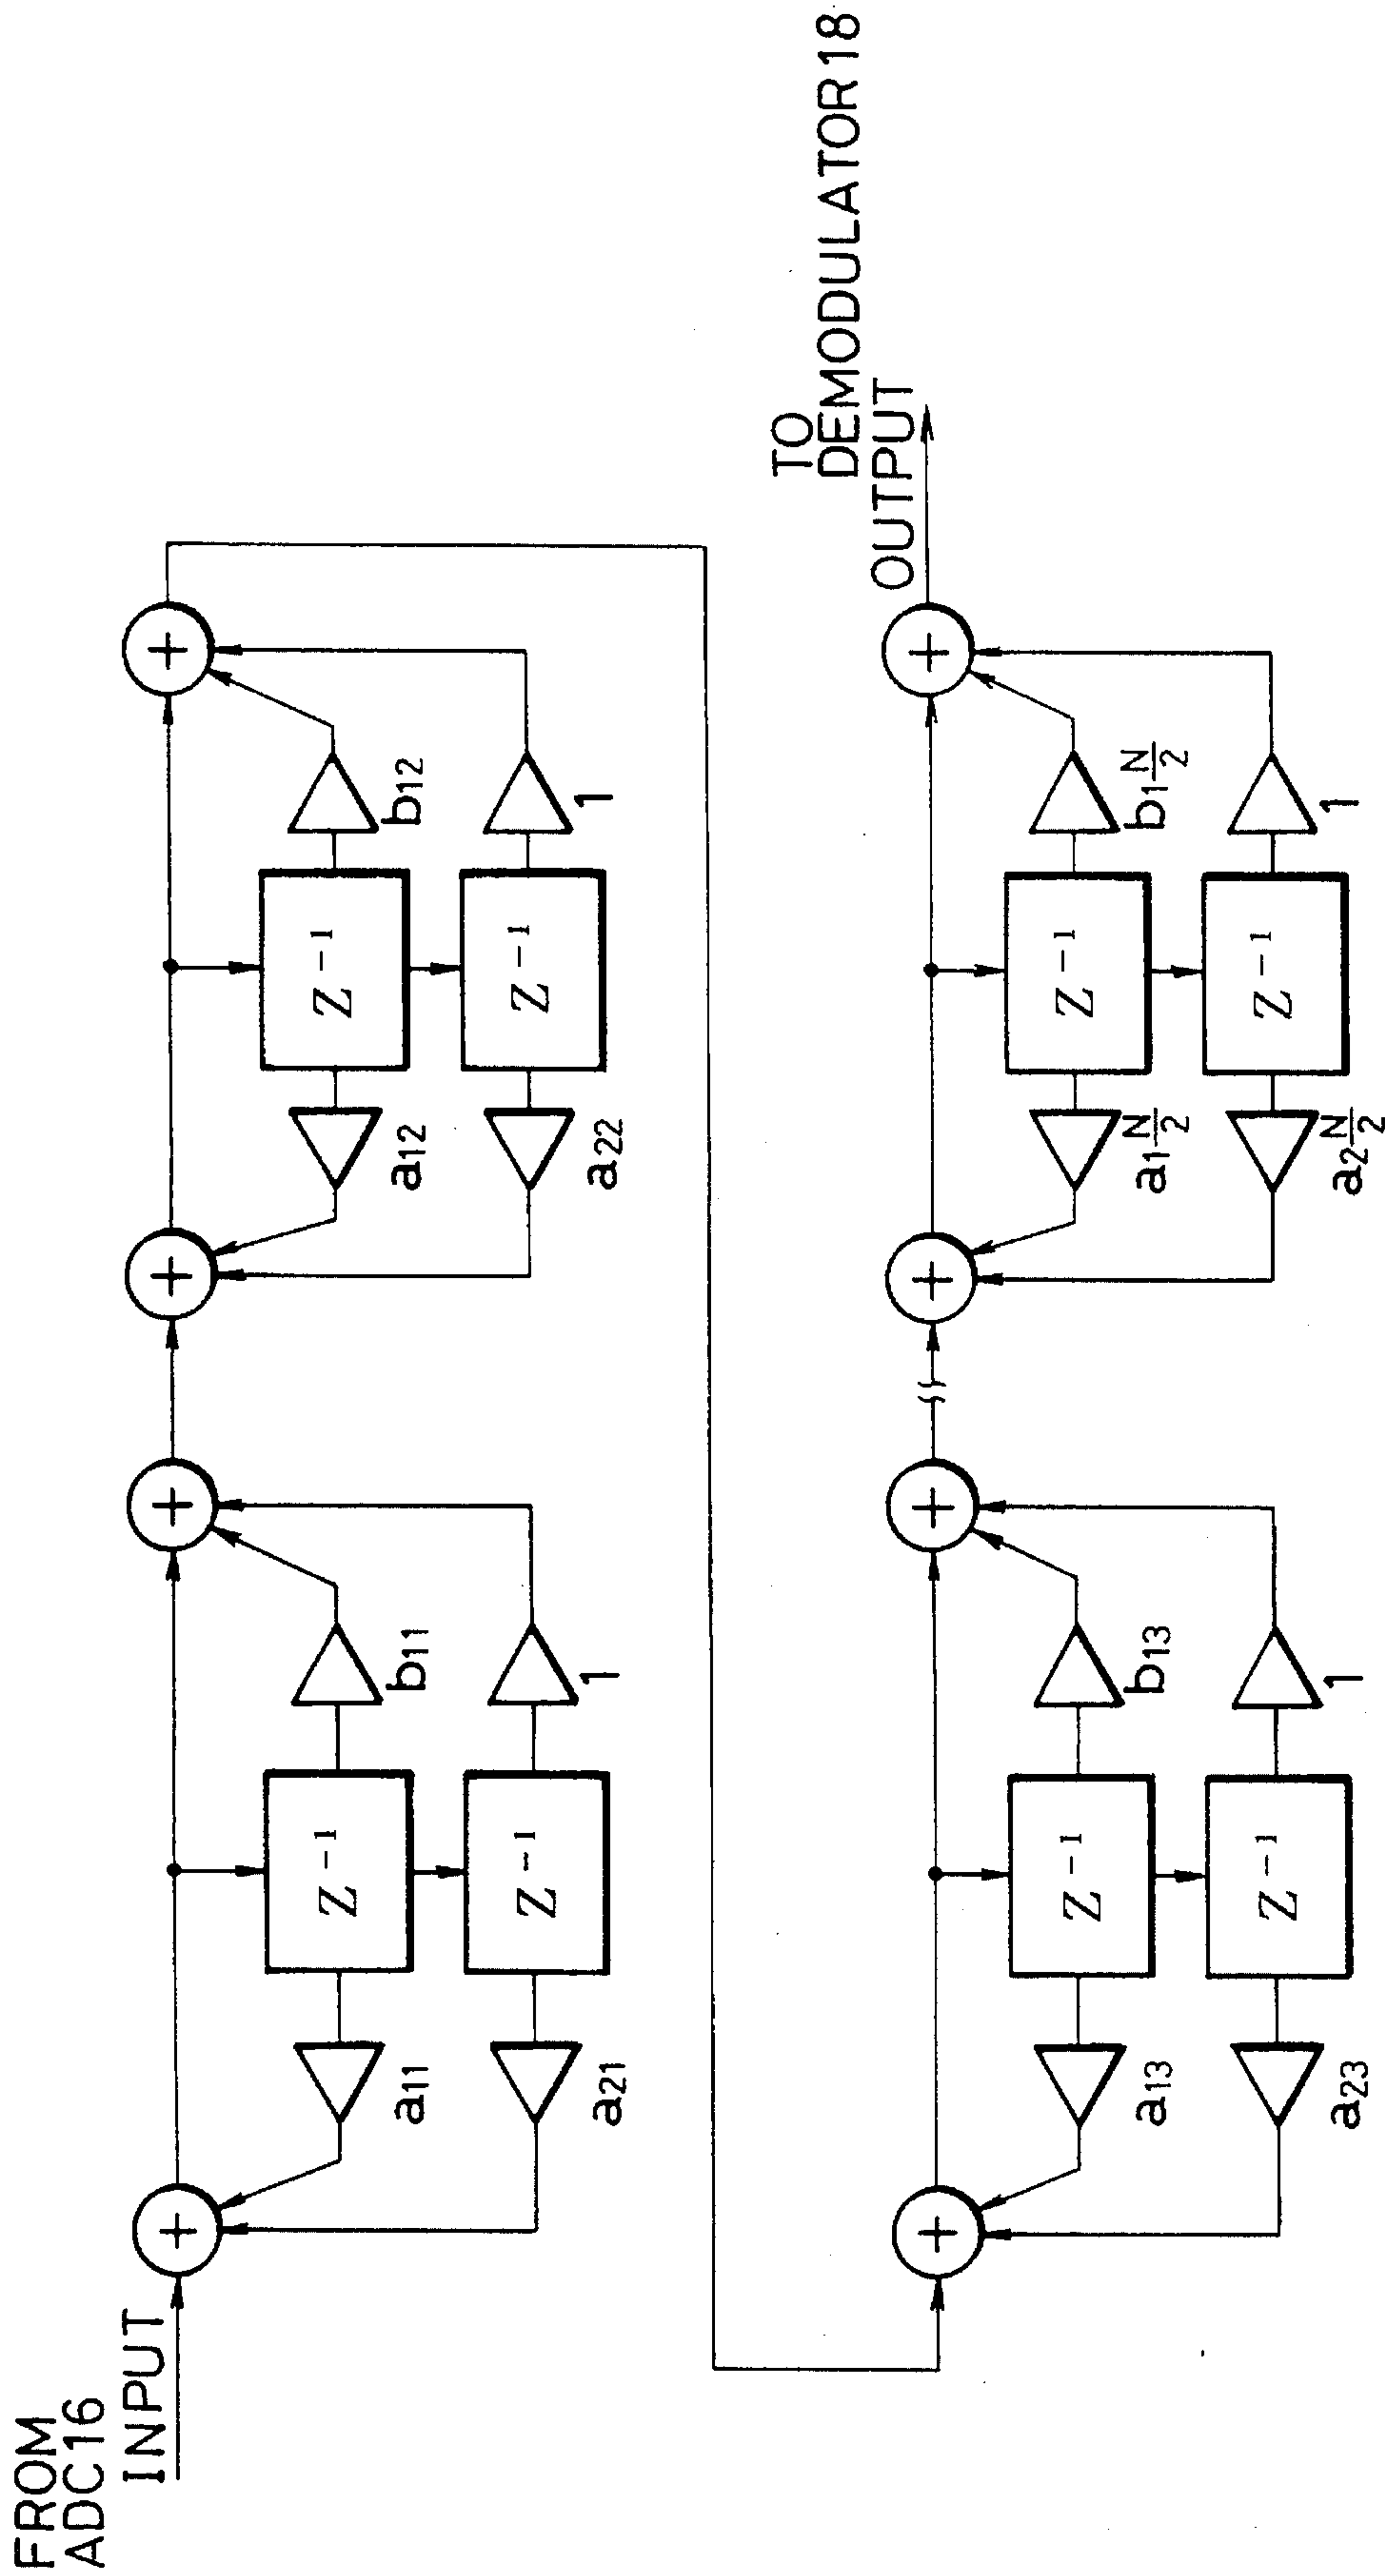 FROM
ADC16
INPUT
+
+
+
+
Z⁻¹
Z⁻¹
a11
b11
a12
b12
Z⁻¹
Z⁻¹
a21
1
a22
1
TO
DEMODULATOR18
OUTPUT
+
+
+
+
Z⁻¹
Z⁻¹
a13
b13
a1N/2
b1N/2
Z⁻¹
Z⁻¹
a23
1
a2N/2
1